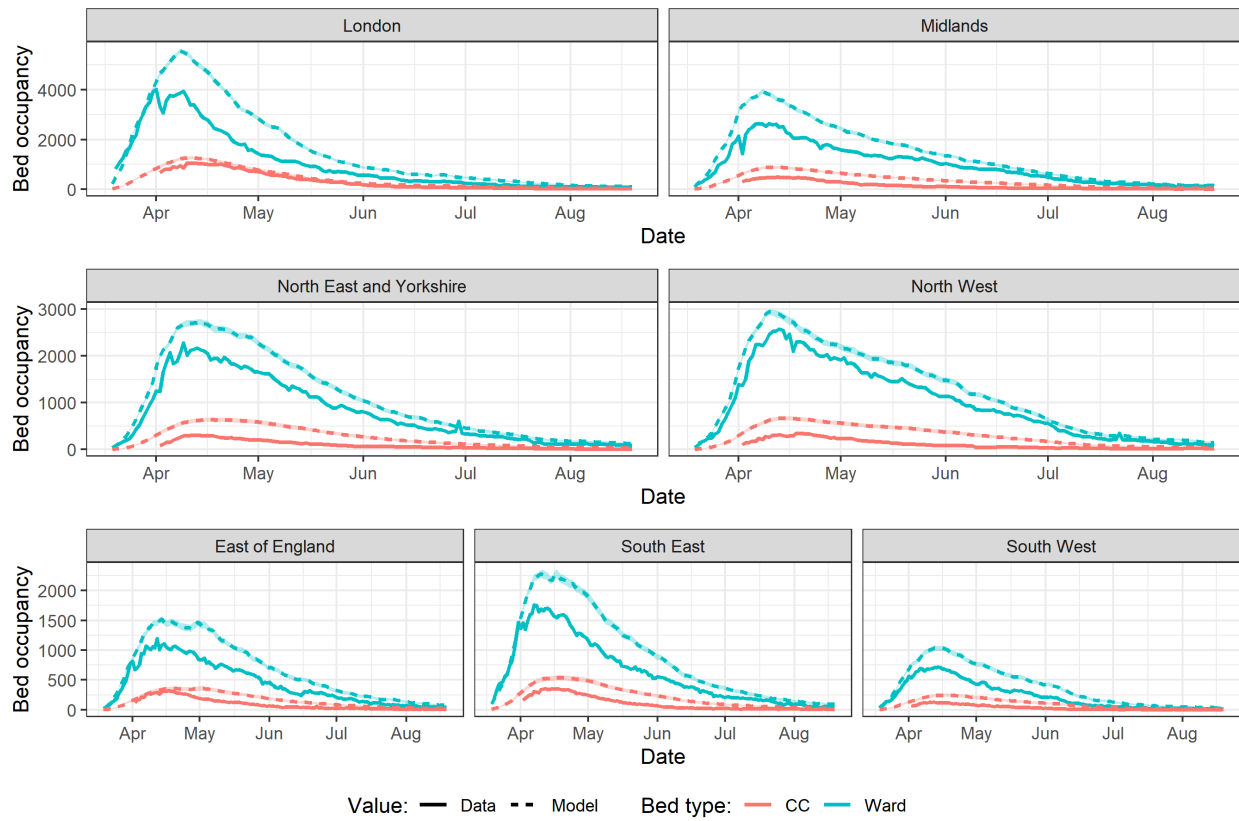 London Midlands
Bed occupancy
4000
2000
0
Apr May Jun Jul Aug Apr May Jun Jul Aug
Date Date
North East and Yorkshire North West
Bed occupancy
3000
2000
1000
0
Apr May Jun Jul Aug Apr May Jun Jul Aug
Date Date
East of England South East South West
Bed occupancy
2000
1500
1000
500
0
Apr May Jun Jul Aug Apr May Jun Jul Aug Apr May Jun Jul Aug
Date
Value: Data Model Bed type: CC Ward